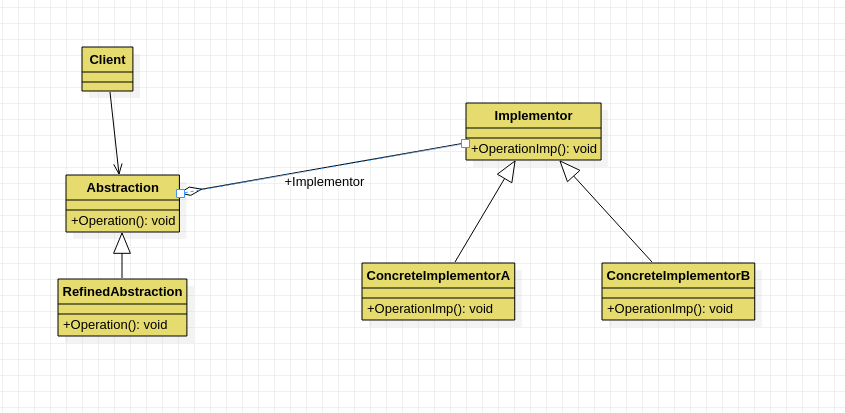 Client
Implementor
+OperationImp(): void
+Implementor
Abstraction
+Operation(): void
RefinedAbstraction
+Operation(): void
ConcreteImplementorA
+OperationImp(): void
ConcreteImplementorB
+OperationImp(): void